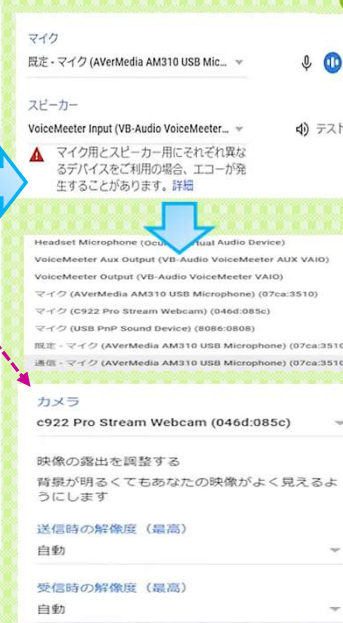 マイク
既定 - マイク (AVerMedia AM310 USB Mic...
スピーカー
VoiceMeeter Input (VB-Audio VoiceMeeter...
テスト
マイク用とスピーカー用にそれぞれ異な
るデバイスをご利用の場合、エコーが発
生することがあります。詳細
Headset Microphone (Ocu Virtual Audio Device)
VoiceMeeter Aux Output (VB-Audio VoiceMeeter AUX VAIO)
VoiceMeeter Output (VB-Audio VoiceMeeter VAIO)
マイク (AVerMedia AM310 USB Microphone) (07ca:3510)
マイク (C922 Pro Stream Webcam) (046d:085c)
マイク (USB PnP Sound Device) (8086:0808)
既定 - マイク (AVerMedia AM310 USB Microphone) (07ca:3510
通信 - マイク (AVerMedia AM310 USB Microphone) (07ca:3510
カメラ
c922 Pro Stream Webcam (046d:085c)
映像の露出を調整する
背景が明るくてもあなたの映像がよく見えるよ
うにします
送信時の解像度（最高）
自動
受信時の解像度（最高）
自動